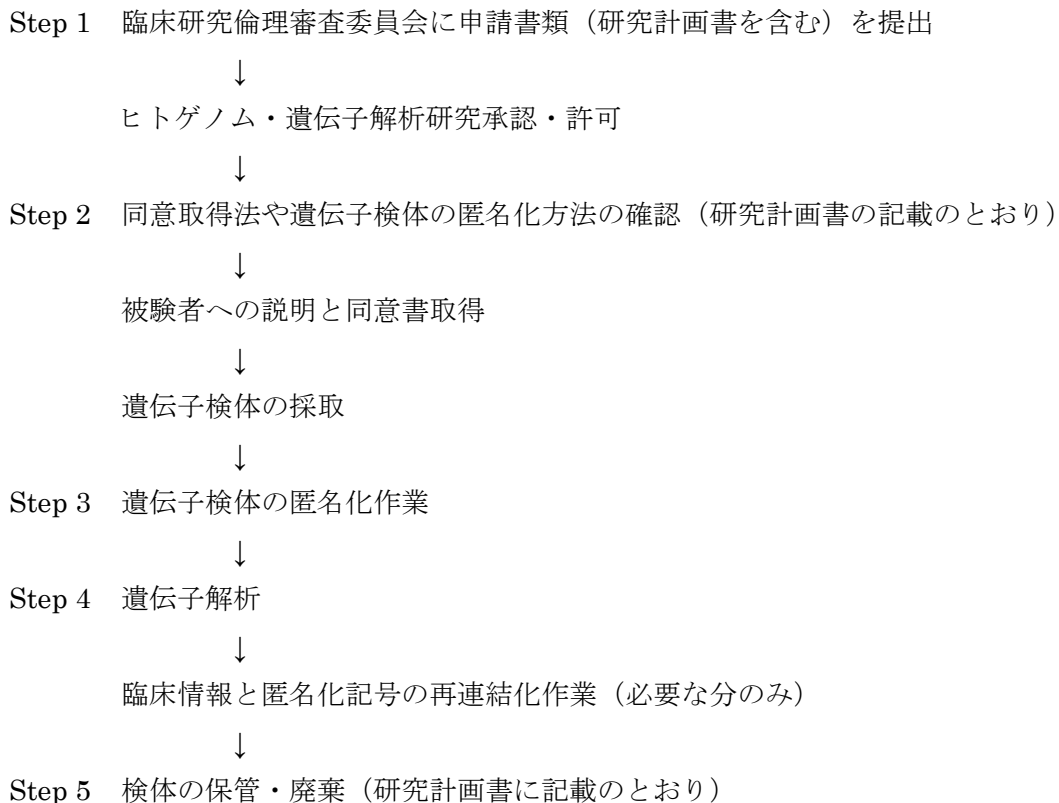 Step 1 臨床研究倫理審査委員会に申請書類（研究計画書を含む）を提出
↓
ヒトゲノム・遺伝子解析研究承認・許可
↓
Step 2 同意取得法や遺伝子検体の匿名化方法の確認（研究計画書の記載のとおり）
↓
被験者への説明と同意書取得
↓
遺伝子検体の採取
↓
Step 3 遺伝子検体の匿名化作業
↓
Step 4 遺伝子解析
↓
臨床情報と匿名化記号の再連結化作業（必要な分のみ）
↓
Step 5 検体の保管・廃棄（研究計画書に記載のとおり）